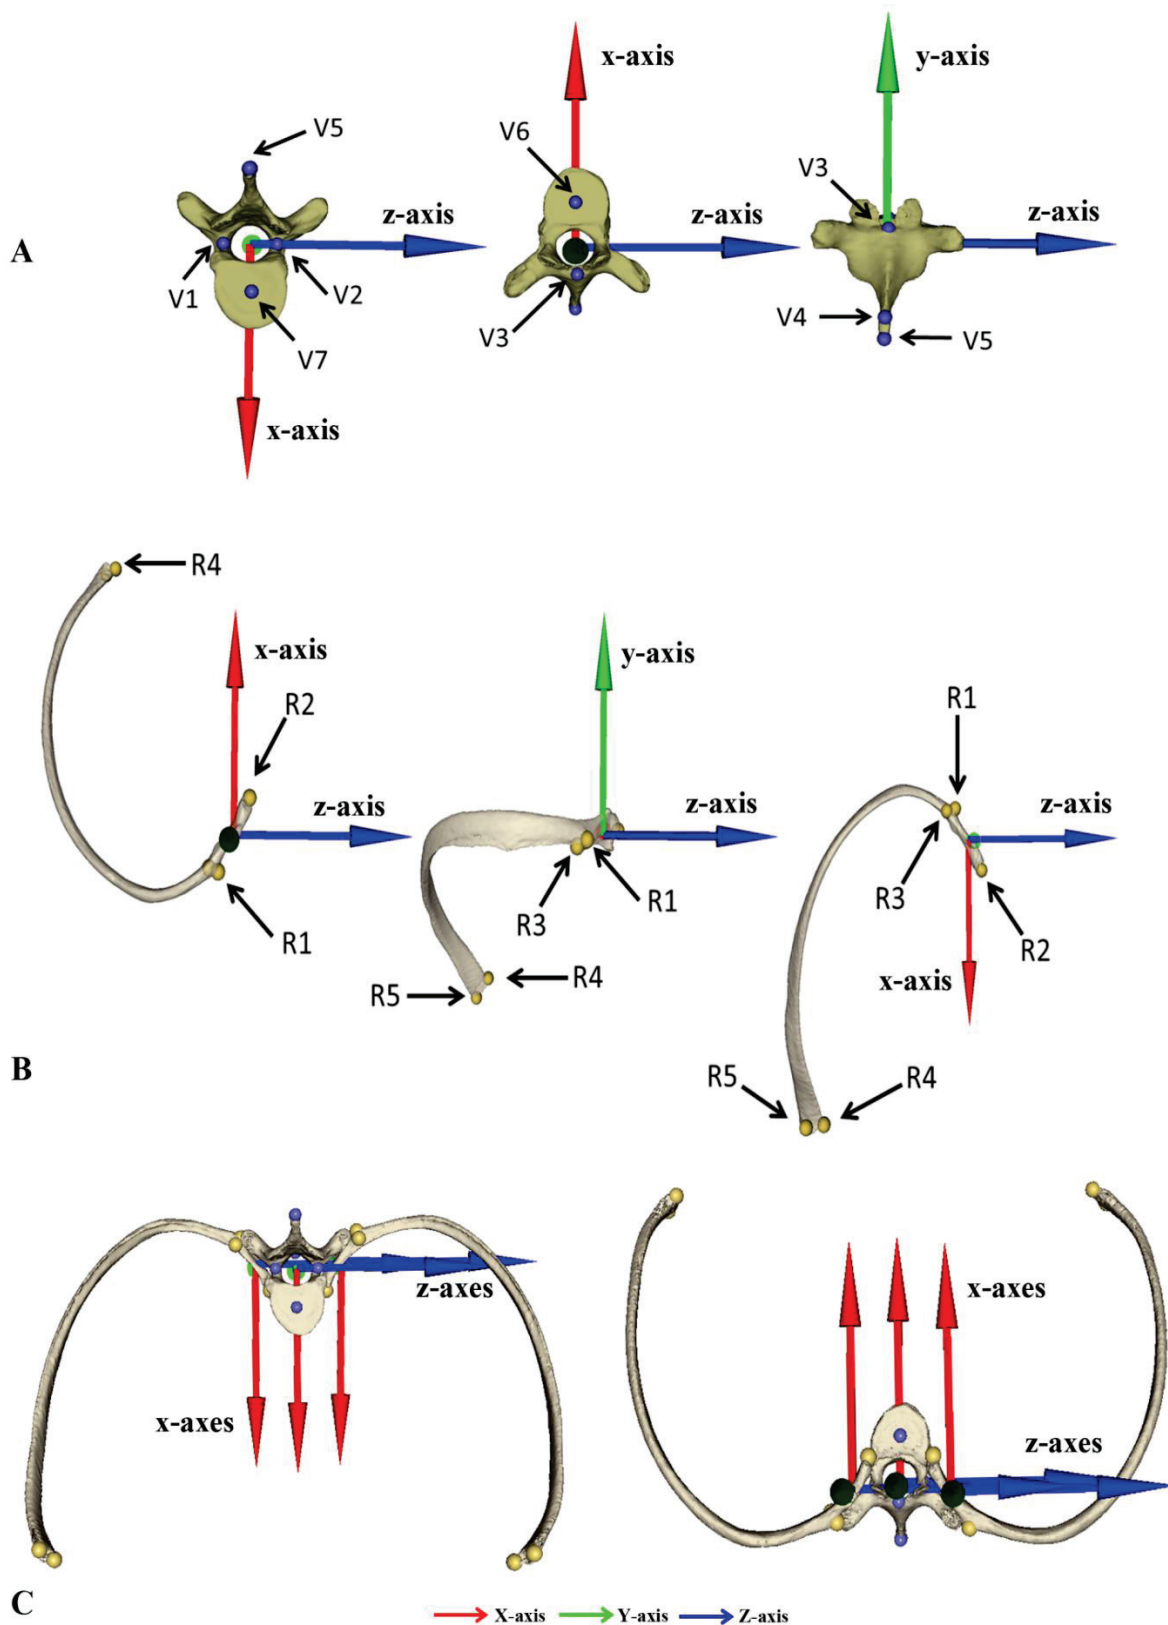 x-axis
y-axis
V5
V6
V3
z-axis
z-axis
z-axis
A
V1
V2
V4
V3
V5
V7
x-axis
R4
x-axis
y-axis
R2
R1
z-axis
z-axis
z-axis
R3
R1
R3
R1
R2
R4
x-axis
R5
B
R5
R4
z-axes
x-axes
x-axes
z-axes
C
X-axis Y-axis Z-axis